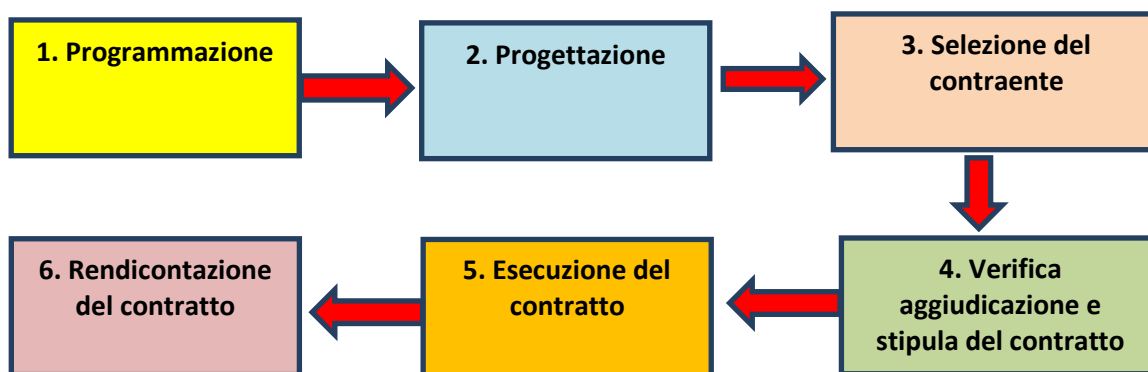 1. Programmazione
2. Progettazione
3. Selezione del
contraente
4. Verifica
aggiudicazione e
stipula del contratto
5. Esecuzione del
contratto
6. Rendicontazione
del contratto